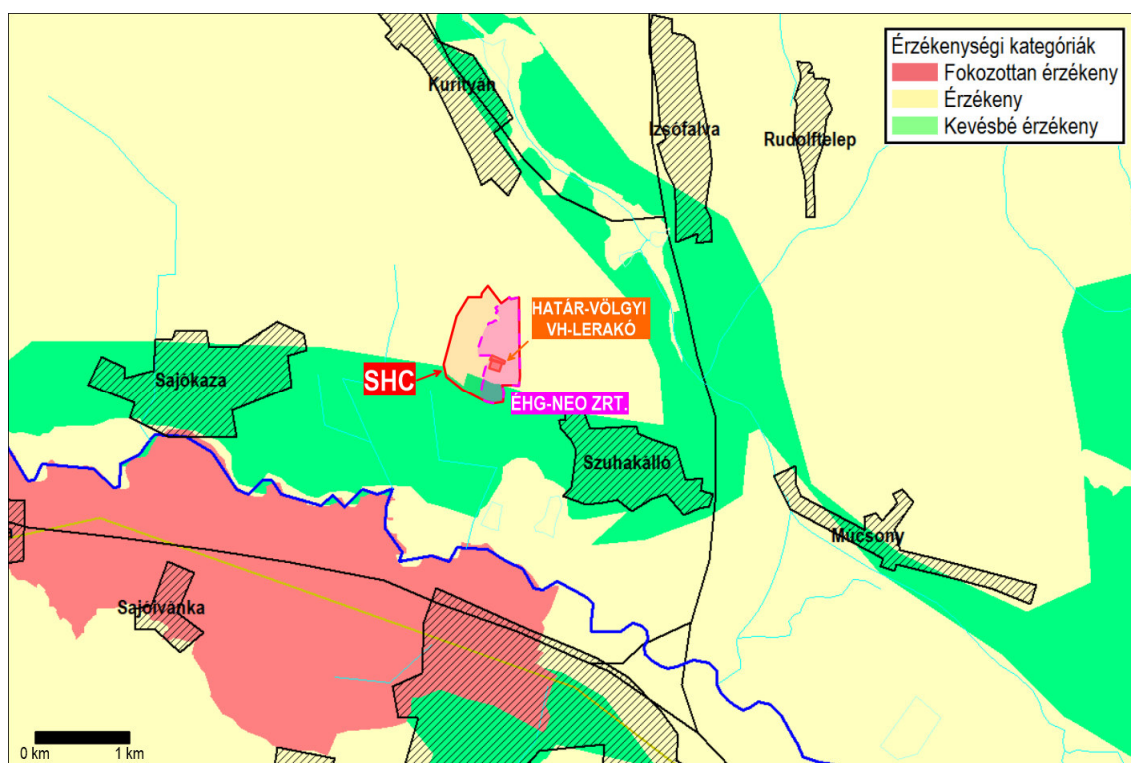 Érzékenységi kategóriák
Fokozottan érzékeny
Érzékeny
Kevésbé érzékeny
Kurityán
Izsófalva
Rudolftelep
HATÁR-VÖLGYI
VH-LERAKÓ
SHC
ÉHG-NEO ZRT.
Sajókaza
Szuhakálló
Múcsony
a
Sajóivánka
0 km 1 km